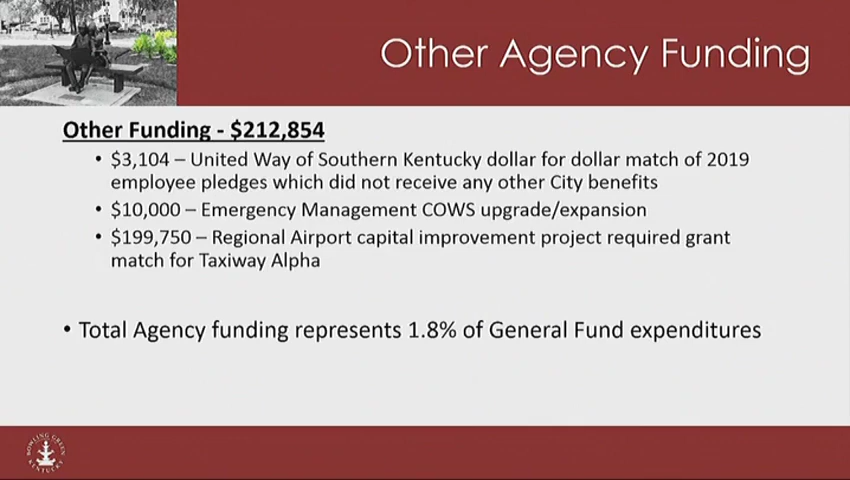 Other Agency Funding
Other Funding - $212,854
• $3,104 – United Way of Southern Kentucky dollar for dollar match of 2019
employee pledges which did not receive any other City benefits
• $10,000 – Emergency Management COWS upgrade/expansion
• $199,750 – Regional Airport capital improvement project required grant
match for Taxiway Alpha
• Total Agency funding represents 1.8% of General Fund expenditures
BOWLING GREEN
KENTUCKY